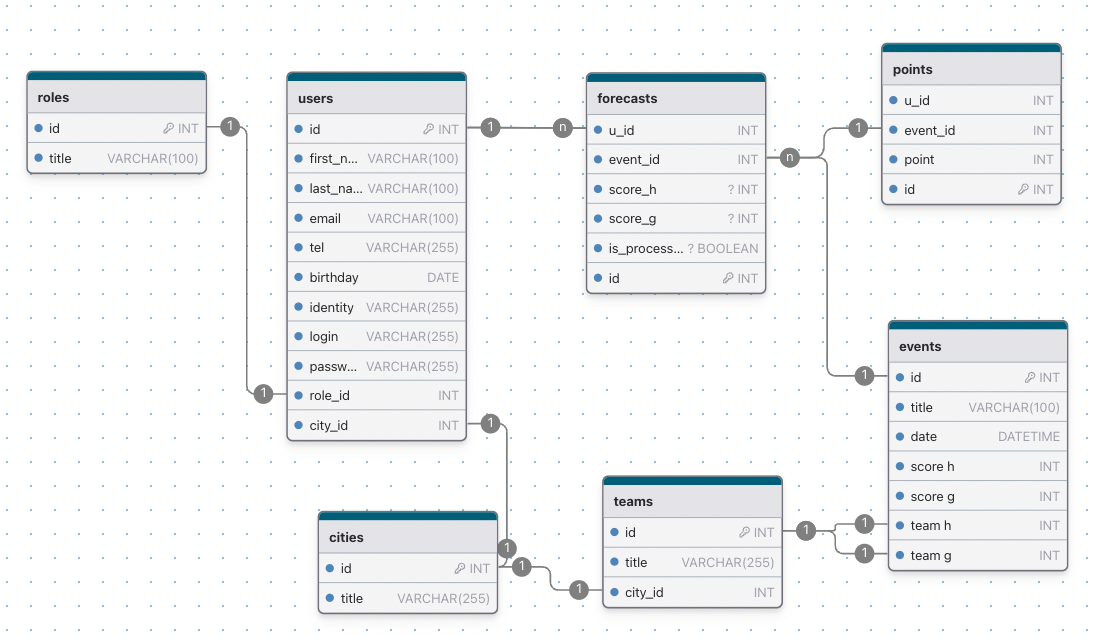 roles
id INT
title VARCHAR(100)
1
1
users
id INT
first_n... VARCHAR(100)
last_na... VARCHAR(100)
email VARCHAR(100)
tel VARCHAR(255)
birthday DATE
identity VARCHAR(255)
login VARCHAR(255)
passw... VARCHAR(255)
role_id INT
city_id INT
1
n
1
1
forecasts
u_id INT
event_id INT
score_h ? INT
score_g ? INT
is_process... ? BOOLEAN
id INT
n
1
1
points
u_id INT
event_id INT
point INT
id INT
cities
id INT
title VARCHAR(255)
1
1
teams
id INT
title VARCHAR(255)
city_id INT
1
1
1
events
id INT
title VARCHAR(100)
date DATETIME
score h INT
score g INT
team h INT
team g INT